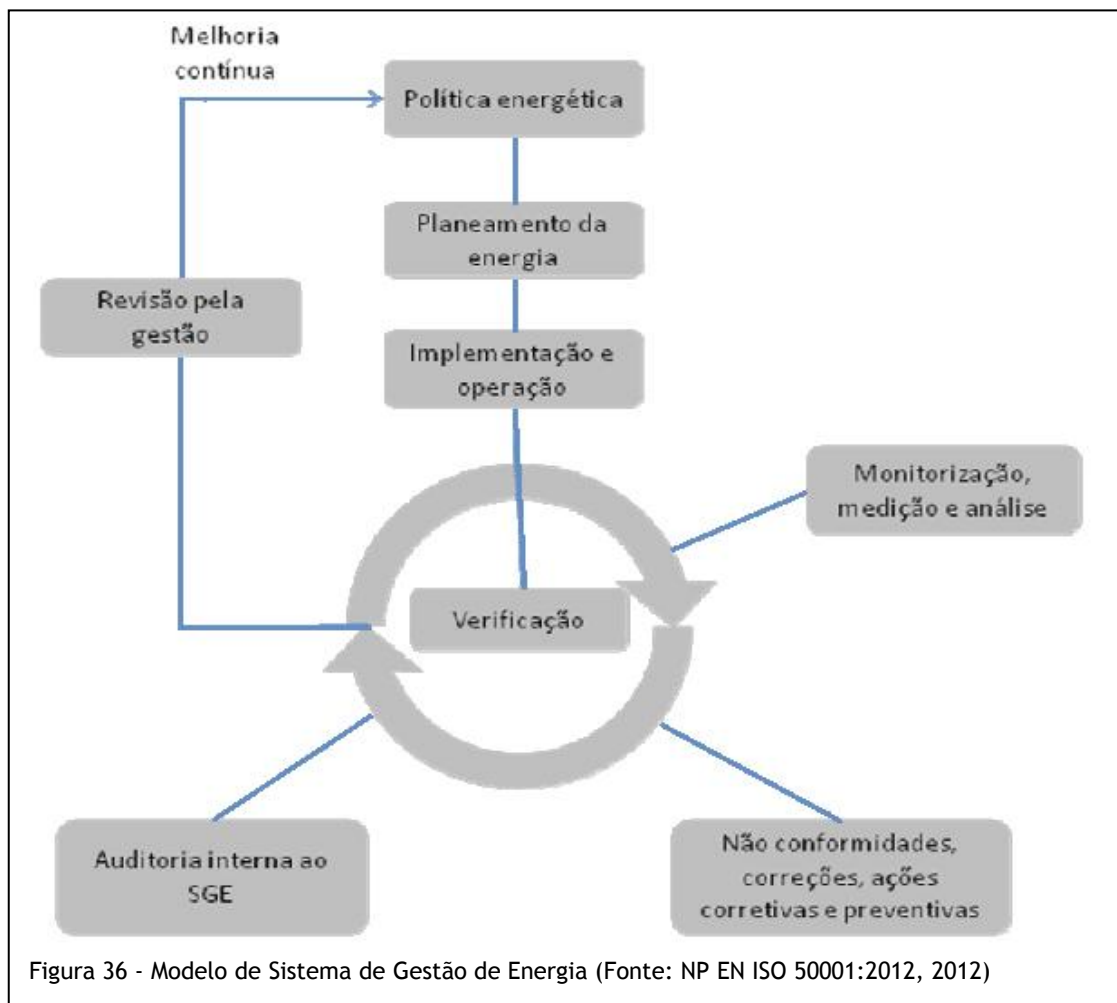 Melhoria
contínua
Política energética
Planeamento da
energia
Revisão pela
gestão
Implementação e
operação
Monitorização,
medição e análise
Verificação
Auditoria interna ao
SGE
Não conformidades,
correções, ações
corretivas e preventivas
Figura 36 - Modelo de Sistema de Gestão de Energia (Fonte: NP EN ISO 50001:2012, 2012)